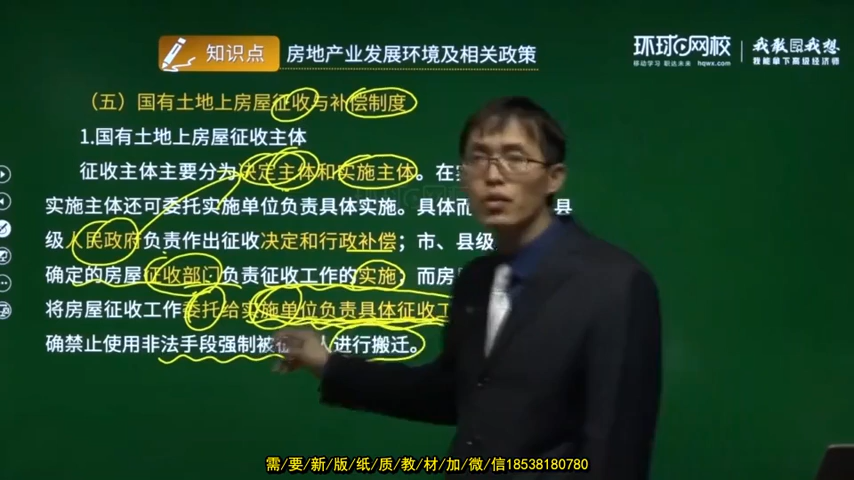 知识点 房地产业发展环境及相关政策
环球网校 我教你我想
移动学习 职达未来 hqwx.com 我能拿下高级经济师
（五）国有土地上房屋征收与补偿制度
1.国有土地上房屋征收主体
征收主体主要分为决定主体和实施主体。在
实施主体还可委托实施单位负责具体实施。具体而 县
级人民政府负责作出征收决定和行政补偿；市、县级
确定的房屋征收部门负责征收工作的实施；而房
将房屋征收工作委托给实施单位负责具体征收工
确禁止使用非法手段强制被征 人进行搬迁。
需/要/新/版/纸/质/教/材/加/微/信18538180780